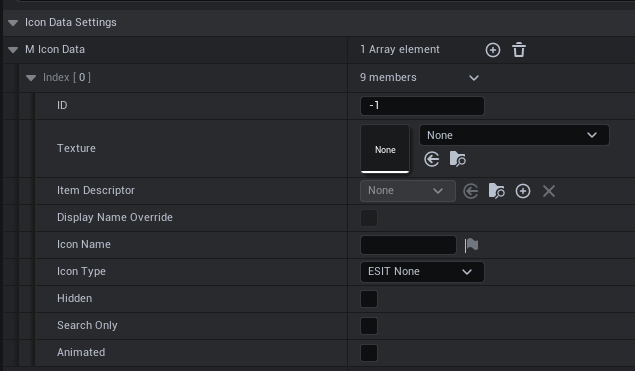 Icon Data Settings
M Icon Data 1 Array element
Index [ 0 ] 9 members
ID -1
Texture None None
Item Descriptor None
Display Name Override
Icon Name
Icon Type ESIT None
Hidden
Search Only
Animated